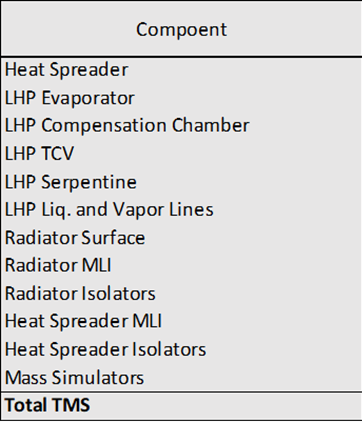 Compoent
Heat Spreader
LHP Evaporator
LHP Compensation Chamber
LHP TCV
LHP Serpentine
LHP Liq. and Vapor Lines
Radiator Surface
Radiator MLI
Radiator Isolators
Heat Spreader MLI
Heat Spreader Isolators
Mass Simulators
Total TMS